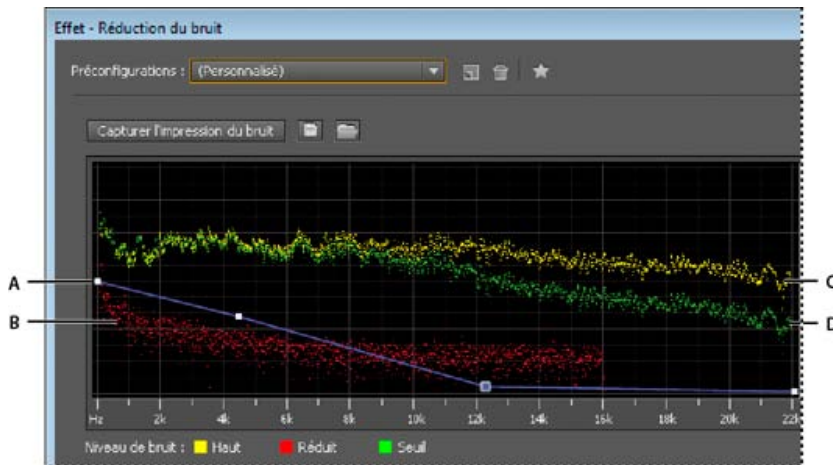 Effet - Réduction du bruit
Préconfigurations : (Personnalisé)
Capturer l'impression du bruit
A
B
C
D
Hz 2k 4k 6k 8k 10k 12k 14k 16k 18k 20k 22k
Niveau de bruit : Haut Réduit Seuil